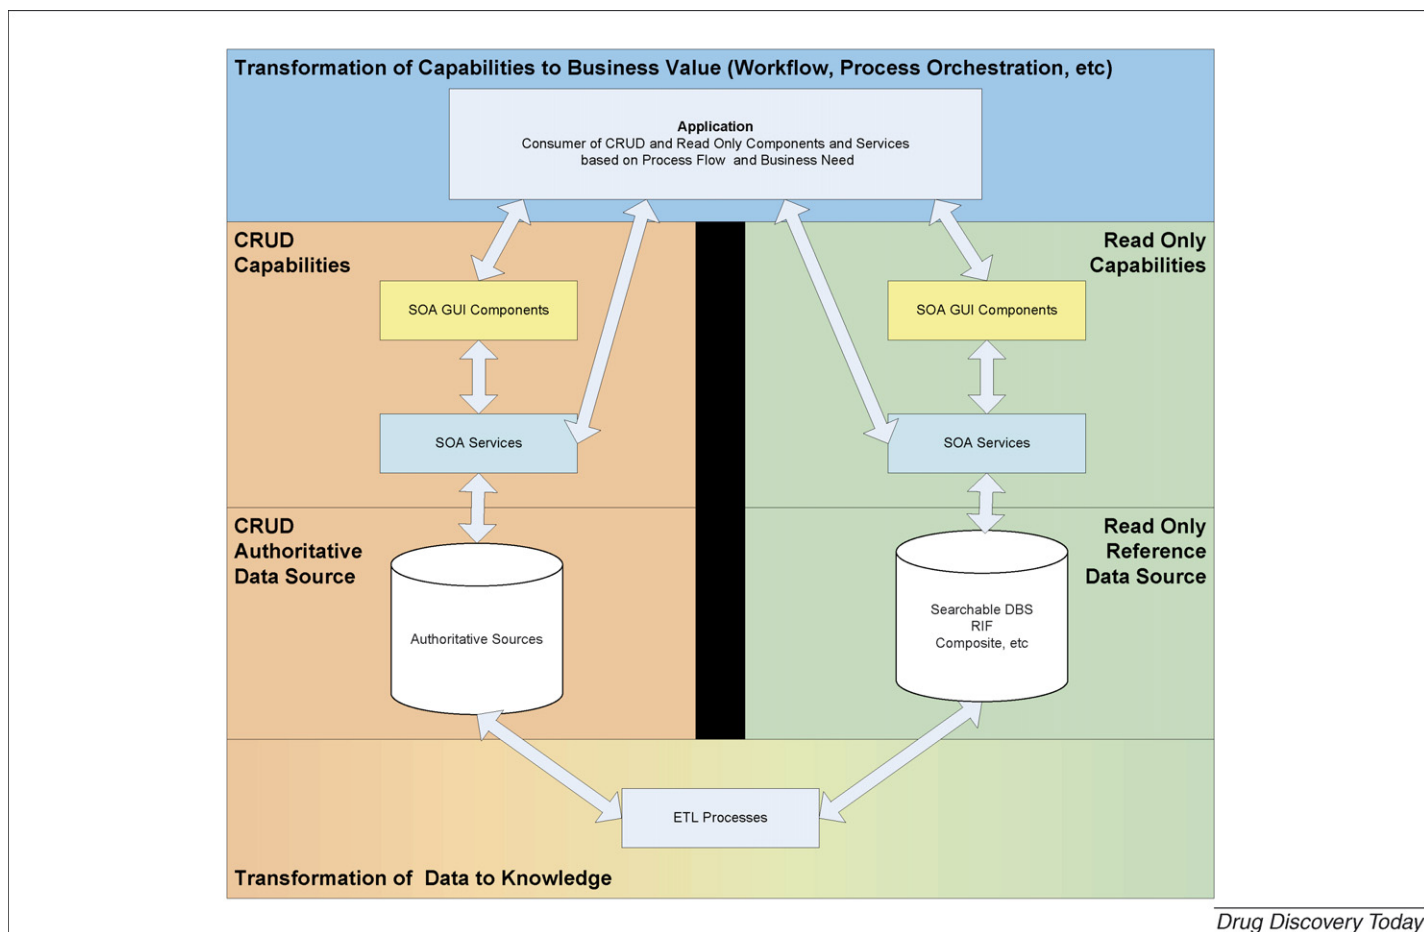 Transformation of Capabilities to Business Value (Workflow, Process Orchestration, etc)
Application
Consumer of CRUD and Read Only Components and Services
based on Process Flow and Business Need
CRUD
Capabilities
Read Only
Capabilities
SOA GUI Components
SOA GUI Components
SOA Services
SOA Services
CRUD
Authoritative
Data Source
Read Only
Reference
Data Source
Authoritative Sources
Searchable DBS
RIF
Composite, etc
ETL Processes
Transformation of Data to Knowledge
Drug Discovery Today